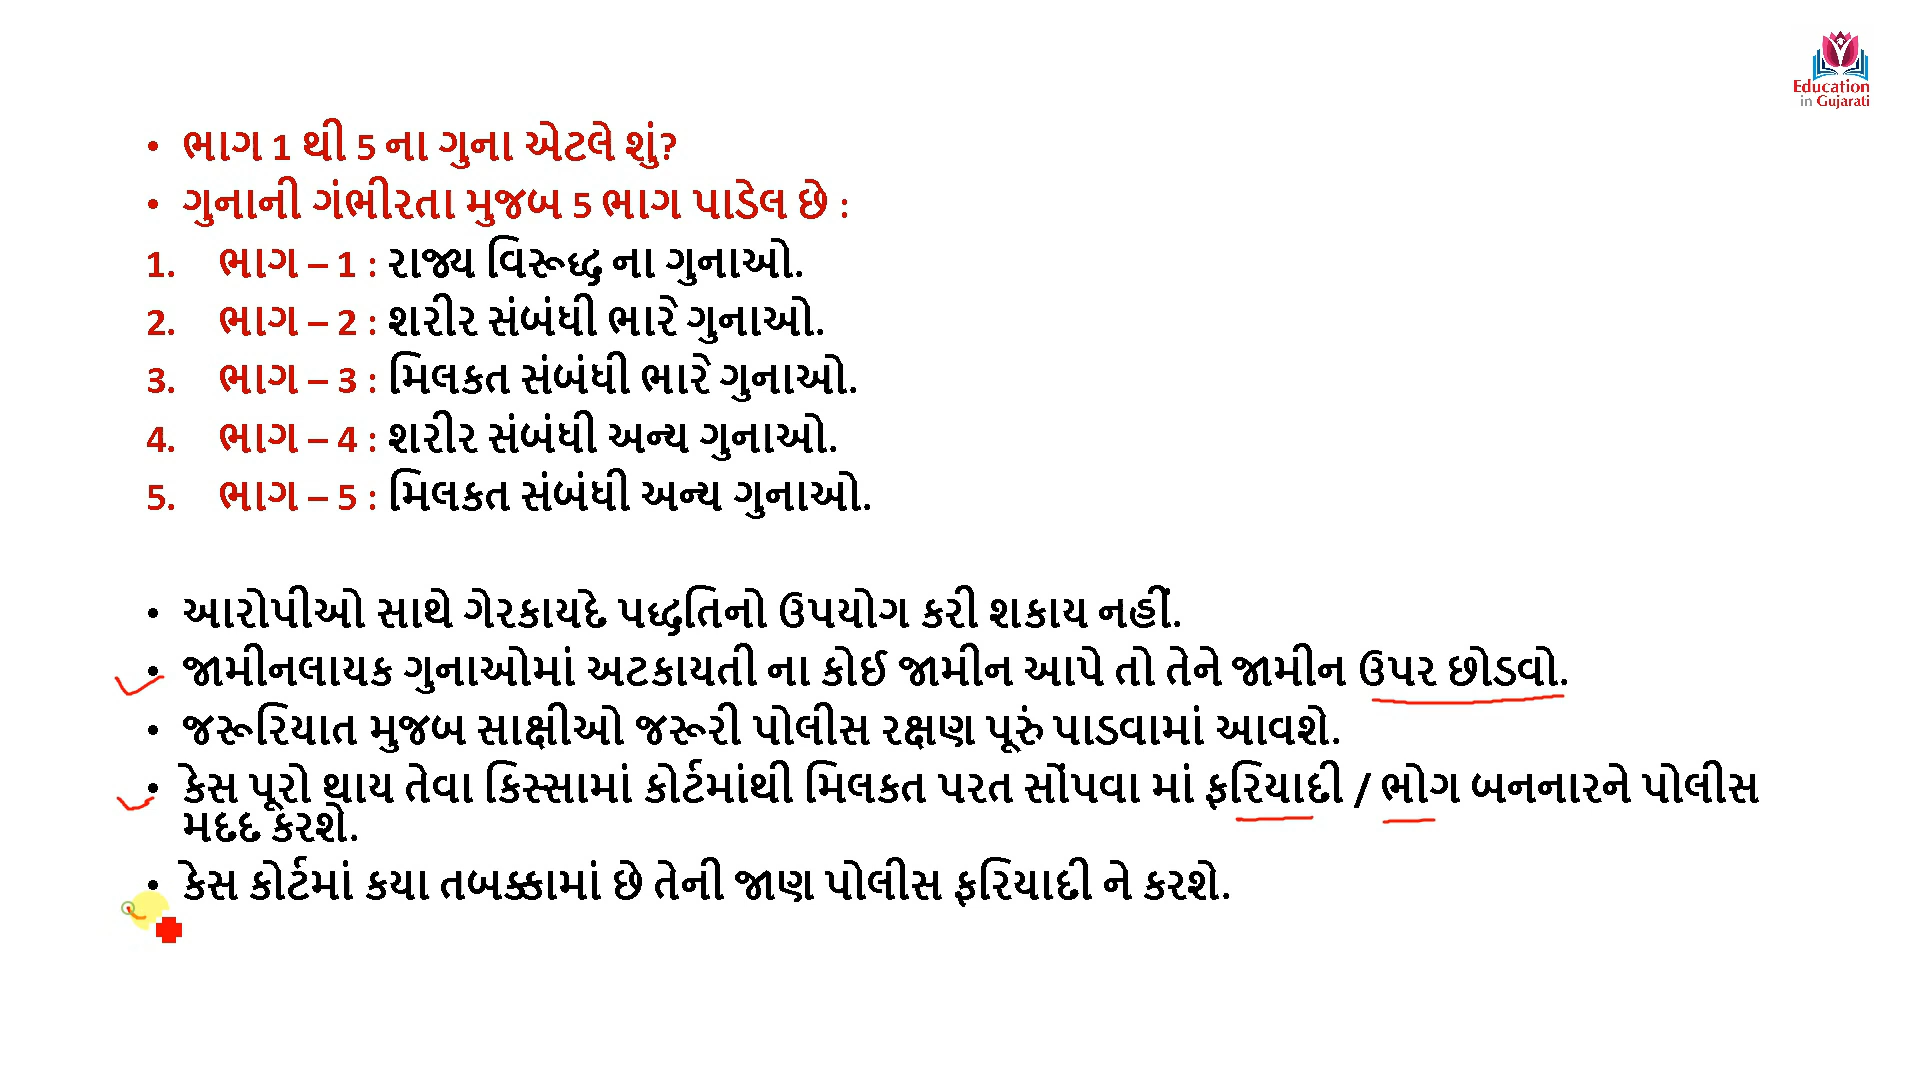 Education
in Gujarati
• ભાગ 1 થી 5 ના ગુના એટલે શું?
• ગુનાની ગંભીરતા મુજબ 5 ભાગ પાડેલ છે :
1. ભાગ – 1 : રાજ્ય વિરૂધ્ધ ના ગુનાઓ.
2. ભાગ – 2 : શરીર સંબંધી ભારે ગુનાઓ.
3. ભાગ – 3 : મિલકત સંબંધી ભારે ગુનાઓ.
4. ભાગ – 4 : શરીર સંબંધી અન્ય ગુનાઓ.
5. ભાગ – 5 : મિલકત સંબંધી અન્ય ગુનાઓ.
• આરોપીઓ સાથે ગેરકાયદે પધ્ધતિનો ઉપયોગ કરી શકાય નહીં.
• જામીનલાયક ગુનાઓમાં અટકાયતી ના કોઈ જામીન આપે તો તેને જામીન ઉપર છોડવો.
• જરૂરિયાત મુજબ સાક્ષીઓ જરૂરી પોલીસ રક્ષણ પૂરું પાડવામાં આવશે.
• કેસ પૂરો થાય તેવા કિસ્સામાં કોર્ટમાંથી મિલકત પરત સોંપવા માં ફરિયાદી / ભોગ બનનારને પોલીસ
મદદ કરશે.
• કેસ કોર્ટમાં કયા તબક્કામાં છે તેની જાણ પોલીસ ફરિયાદી ને કરશે.